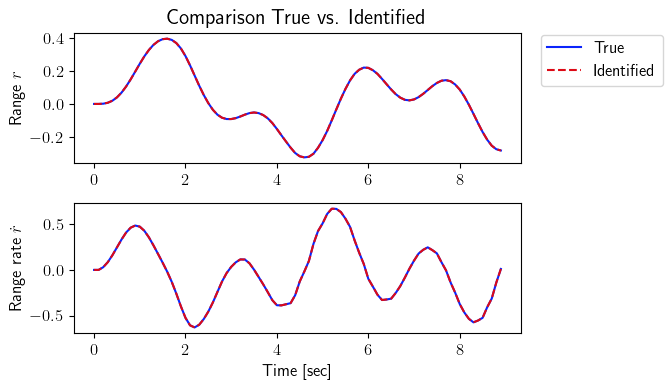 Comparison True vs. Identified
True
Identified
Range r
0.4
0.2
0.0
−0.2
0 2 4 6 8
Range rate ṙ
0.5
0.0
−0.5
0 2 4 6 8
Time [sec]